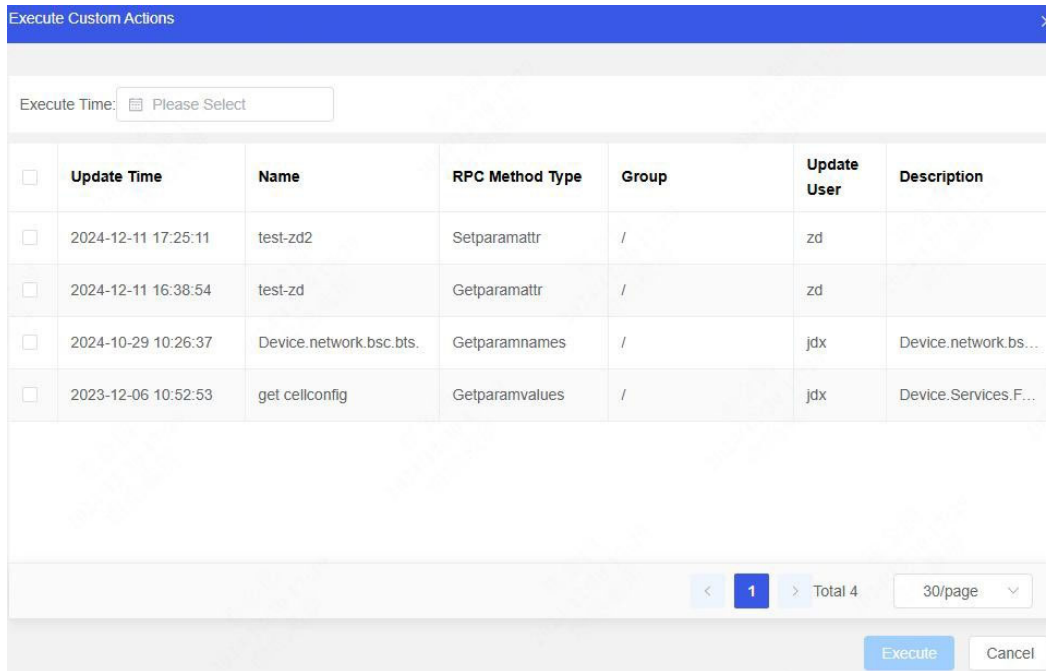 Execute Custom Actions
Execute Time: Please Select
Update Time Name RPC Method Type Group Update User Description
2024-12-11 17:25:11 test-zd2 Setparamattr / zd
2024-12-11 16:38:54 test-zd Getparamattr / zd
2024-10-29 10:26:37 Device.network.bsc.bts. Getparamnames / jdx Device.network.bs...
2023-12-06 10:52:53 get cellconfig Getparamvalues / jdx Device.Services.F...
< 1 > Total 4 30/page
Execute Cancel